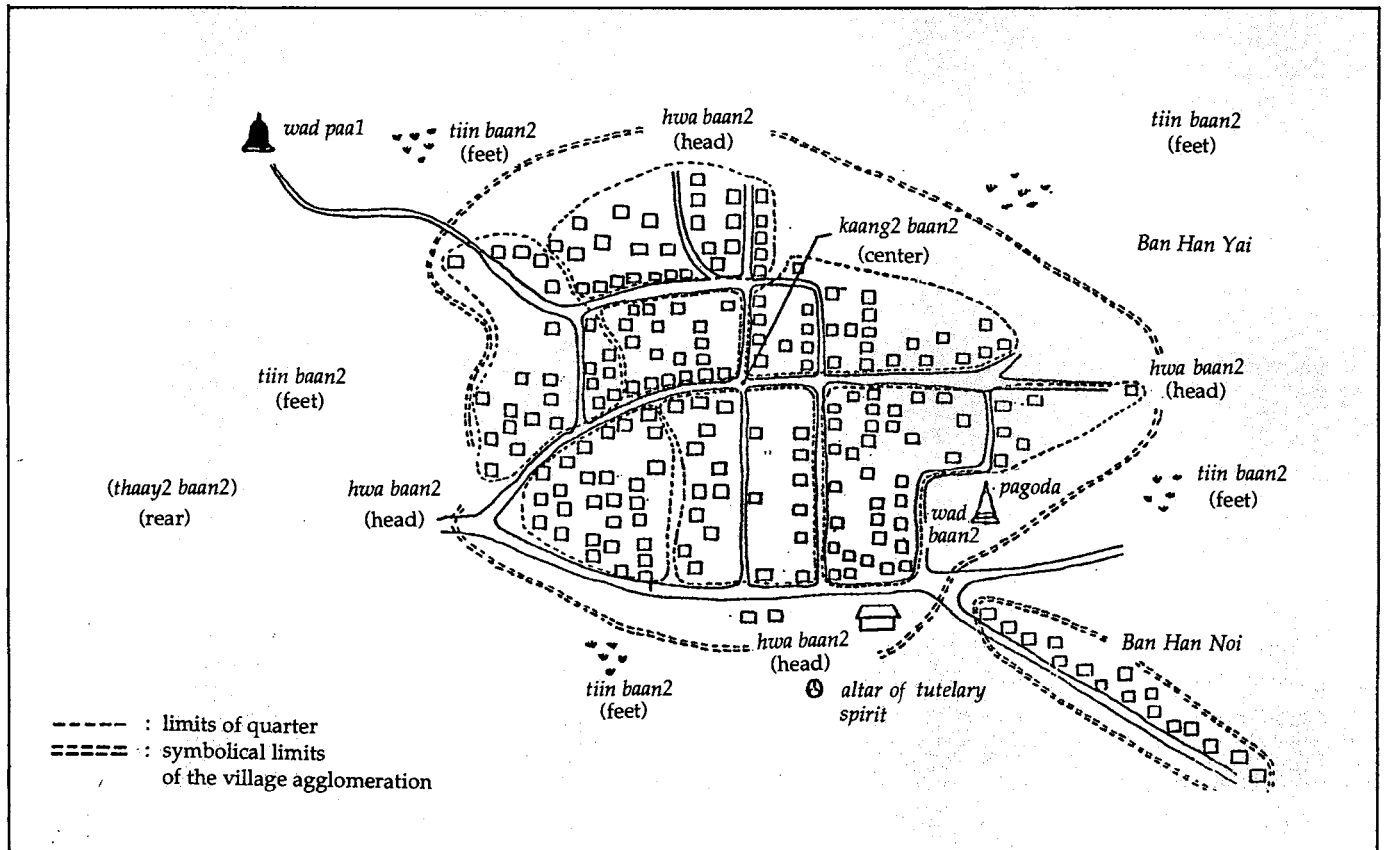 wad paa1
tiin baan2
(feet)
hwa baan2
(head)
tiin baan2
(feet)
kaang2 baan2
(center)
Ban Han Yai
tiin baan2
(feet)
hwa baan2
(head)
(thaay2 baan2)
(rear)
hwa baan2
(head)
pagoda
wad
baan2
tiin baan2
(feet)
hwa baan2
(head)
Ban Han Noi
tiin baan2
(feet)
altar of tutelary
spirit
: limits of quarter
: symbolical limits
of the village agglomeration